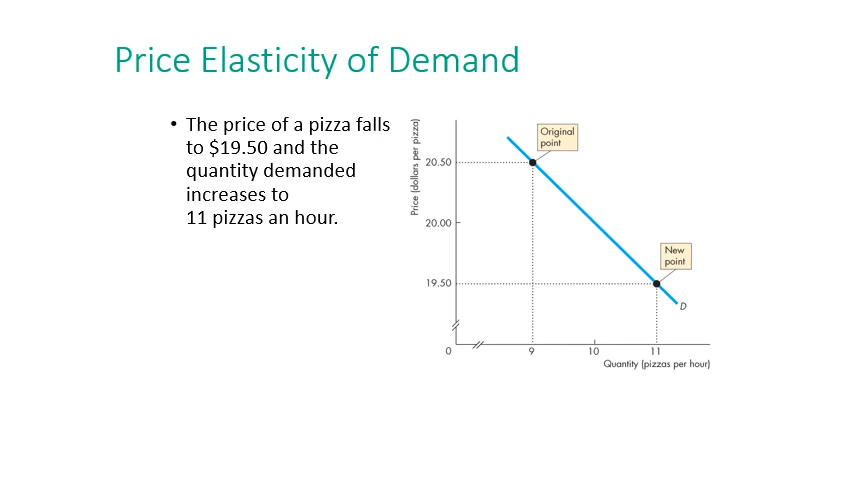 Price Elasticity of Demand
• The price of a pizza falls
to $19.50 and the
quantity demanded
increases to
11 pizzas an hour.
Price (dollars per pizza)
Original
point
20.50
20.00
New
point
19.50
D
0
9
10
11
Quantity (pizzas per hour)